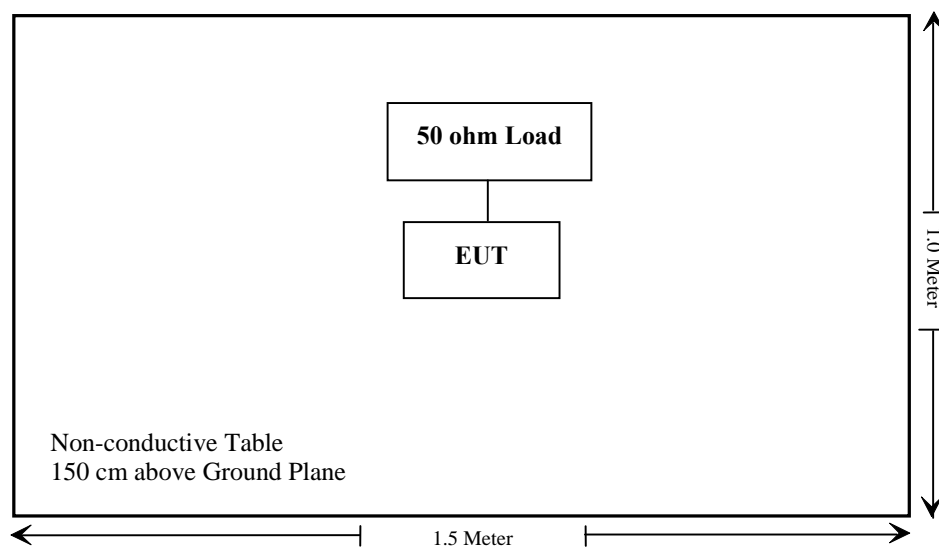 50 ohm Load
EUT
1.0 Meter
Non-conductive Table
150 cm above Ground Plane
1.5 Meter